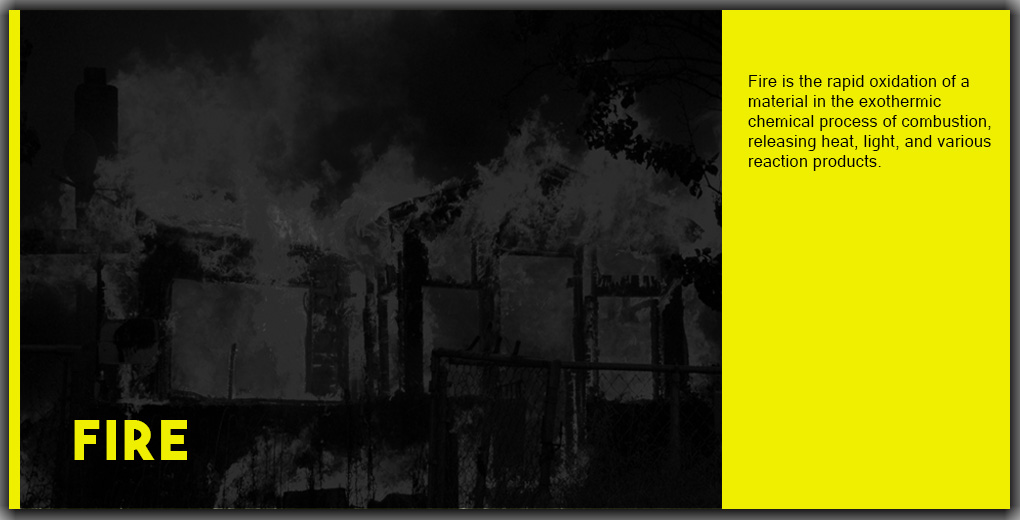 Fire is the rapid oxidation of a
material in the exothermic
chemical process of combustion,
releasing heat, light, and various
reaction products.
FIRE